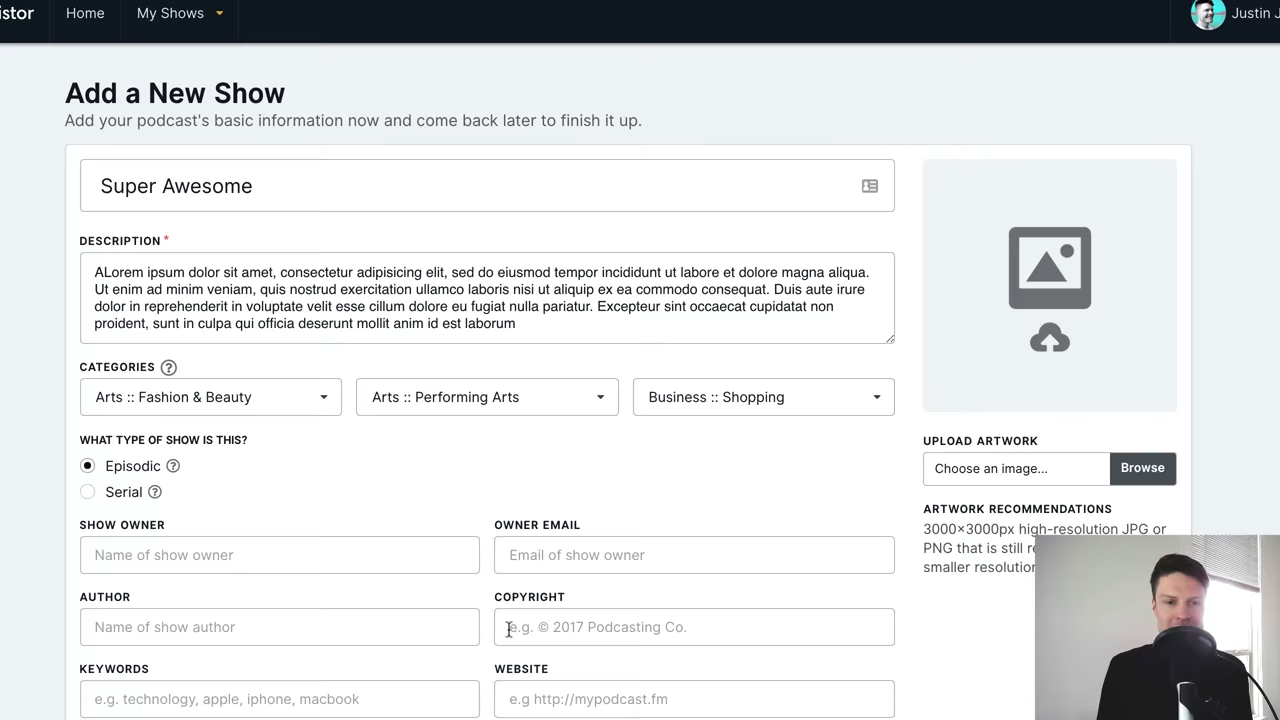 istor
Home
My Shows
Justin J
Add a New Show
Add your podcast's basic information now and come back later to finish it up.
Super Awesome
DESCRIPTION *
ALorem ipsum dolor sit amet, consectetur adipisicing elit, sed do eiusmod tempor incididunt ut labore et dolore magna aliqua.
Ut enim ad minim veniam, quis nostrud exercitation ullamco laboris nisi ut aliquip ex ea commodo consequat. Duis aute irure
dolor in reprehenderit in voluptate velit esse cillum dolore eu fugiat nulla pariatur. Excepteur sint occaecat cupidatat non
proident, sunt in culpa qui officia deserunt mollit anim id est laborum
CATEGORIES ?
Arts :: Fashion & Beauty
Arts :: Performing Arts
Business :: Shopping
WHAT TYPE OF SHOW IS THIS?
Episodic ?
Serial ?
SHOW OWNER
Name of show owner
OWNER EMAIL
Email of show owner
AUTHOR
Name of show author
COPYRIGHT
e.g. © 2017 Podcasting Co.
KEYWORDS
e.g. technology, apple, iphone, macbook
WEBSITE
e.g http://mypodcast.fm
UPLOAD ARTWORK
Choose an image...
Browse
ARTWORK RECOMMENDATIONS
3000×3000px high-resolution JPG or
PNG that is still
smaller